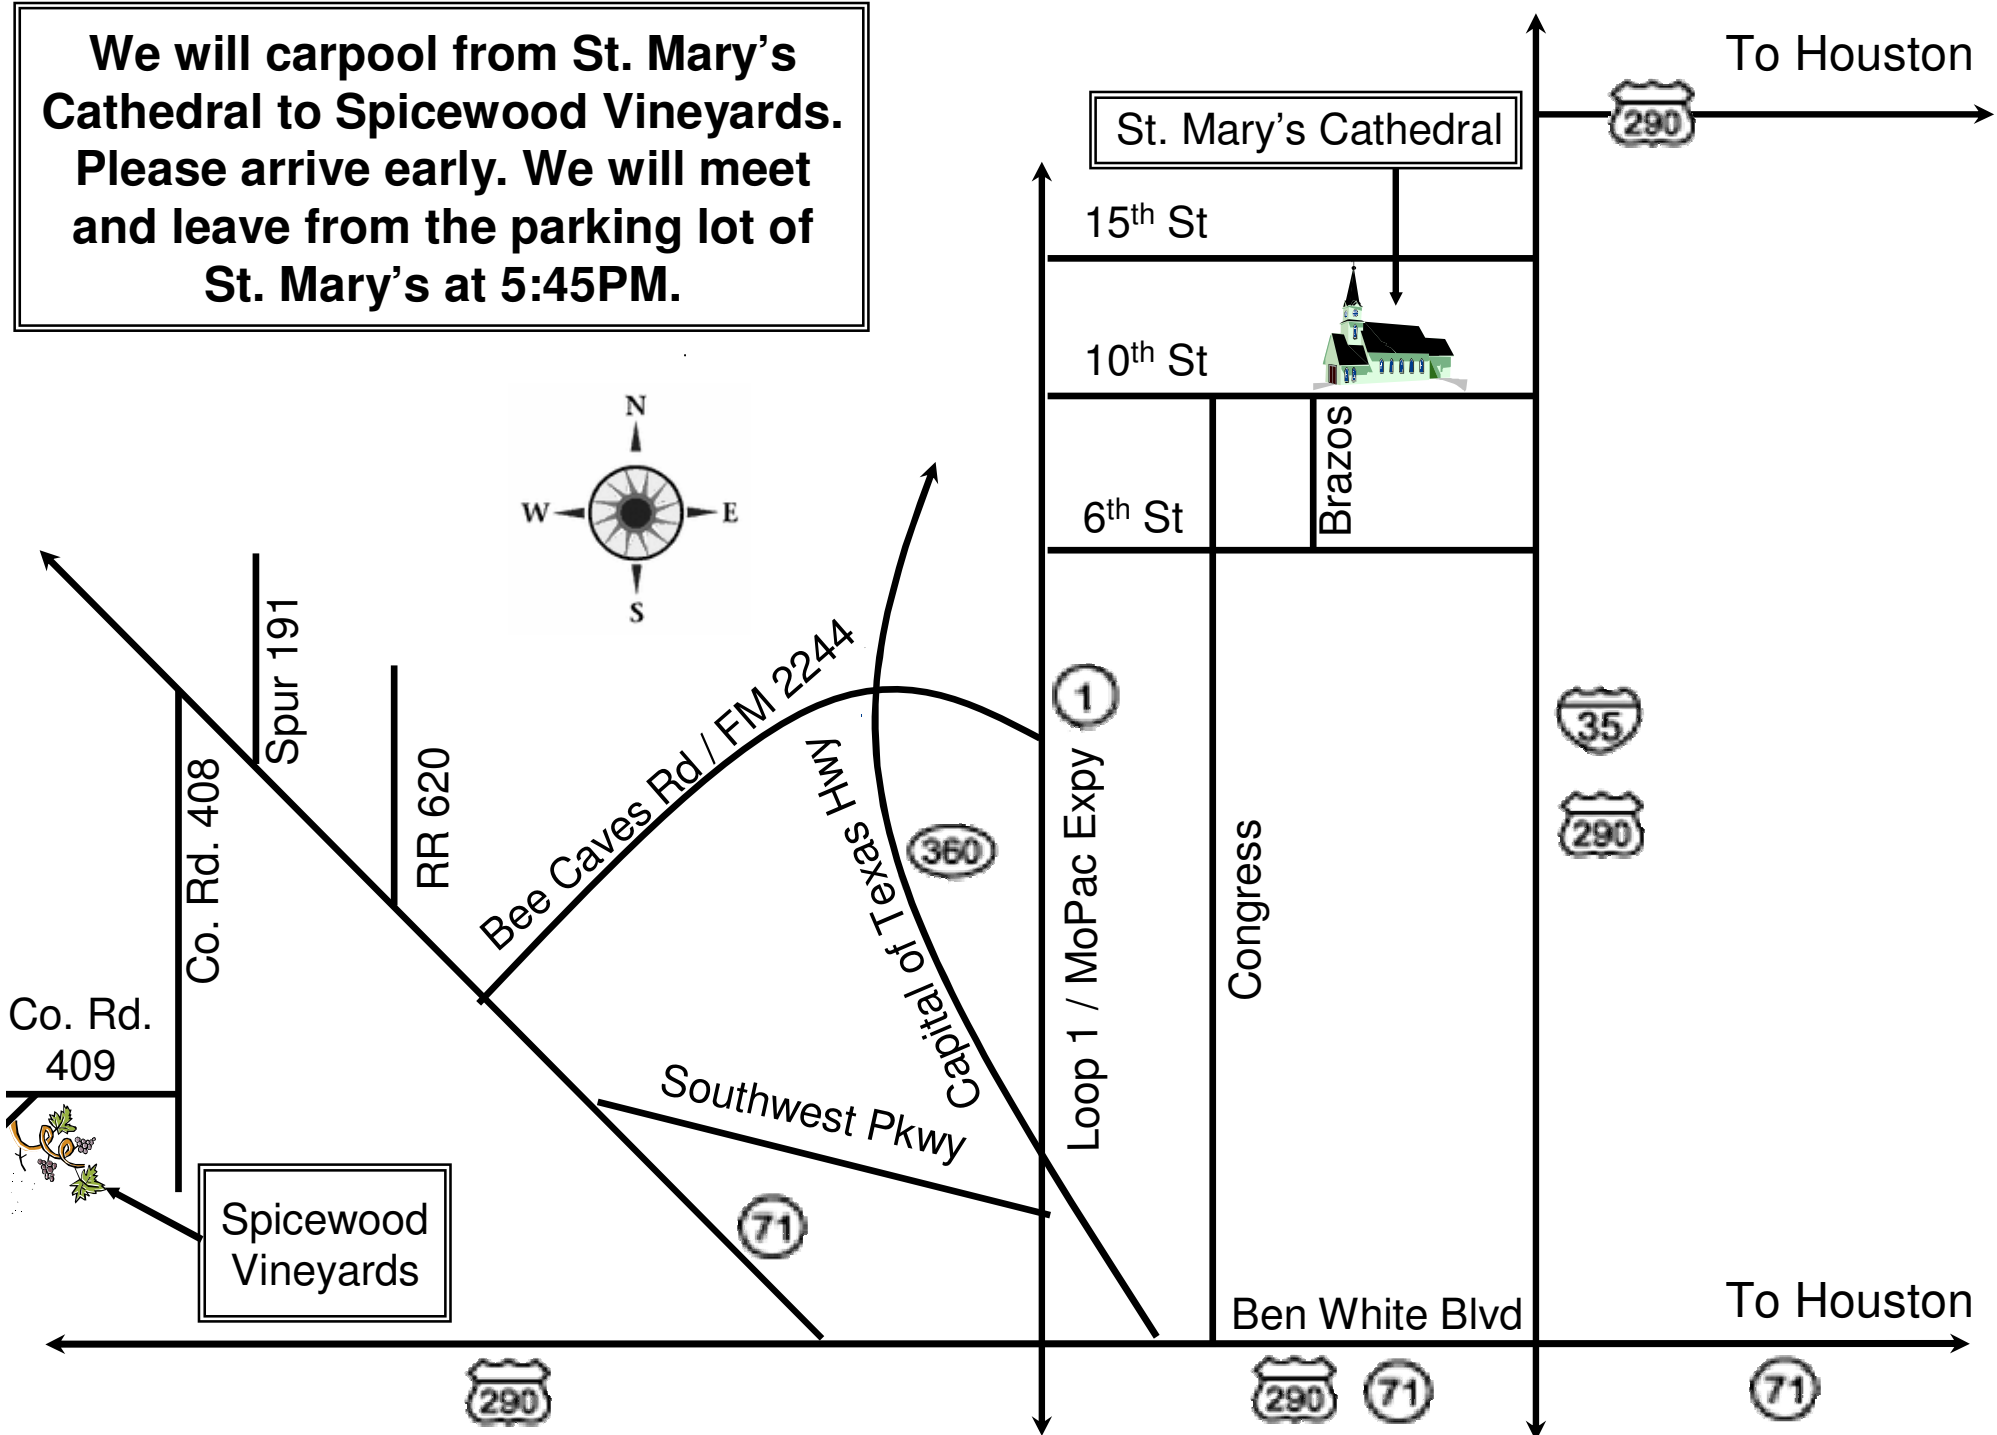 We will carpool from St. Mary’s
Cathedral to Spicewood Vineyards.
Please arrive early. We will meet
and leave from the parking lot of
St. Mary’s at 5:45PM.
To Houston
290
St. Mary’s Cathedral
15th St
10th St
Brazos
6th St
N
W
E
S
Spur 191
RR 620
Co. Rd. 408
Co. Rd.
409
Bee Caves Rd / FM 2244
Capital of Texas Hwy
360
1
Loop 1 / MoPac Expy
Congress
35
290
Southwest Pkwy
71
Spicewood
Vineyards
Ben White Blvd
To Houston
290
290
71
71